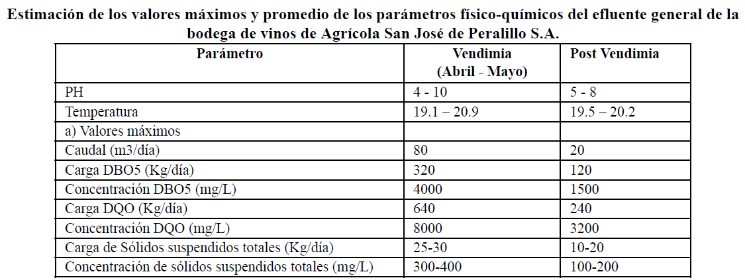 Estimación de los valores máximos y promedio de los parámetros físico-químicos del efluente general de la
bodega de vinos de Agrícola San José de Peralillo S.A.
Parámetro Vendimia Post Vendimia
(Abril - Mayo)
PH 4 - 10 5 - 8
Temperatura 19.1 – 20.9 19.5 – 20.2
a) Valores máximos
Caudal (m3/día) 80 20
Carga DBO5 (Kg/día) 320 120
Concentración DBO5 (mg/L) 4000 1500
Carga DQO (Kg/día) 640 240
Concentración DQO (mg/L) 8000 3200
Carga de Sólidos suspendidos totales (Kg/día) 25-30 10-20
Concentración de sólidos suspendidos totales (mg/L) 300-400 100-200